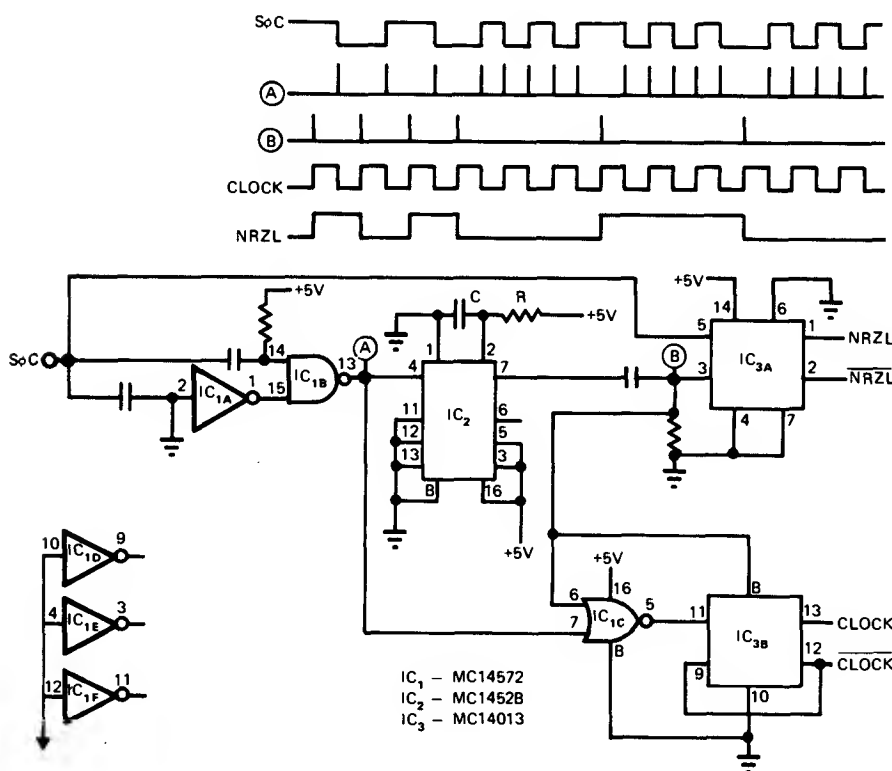 SφC
A
B
CLOCK
NRZL
+5V
C
R
+5V
+5V
14
6
SφC
14
13
A
1
2
5
IC3A
1
NRZL
2
IC1A
1
15
IC1B
4
7
B
3
2
NRZL
IC2
11
6
12
5
13
3
4
7
B
16
+5V
10
IC1D
9
+5V
16
B
4
IC1E
3
6
7
IC1C
5
11
IC3B
13
CLOCK
B
9
12
CLOCK
12
IC1F
11
10
IC1 – MC14572
IC2 – MC1452B
IC3 – MC14013